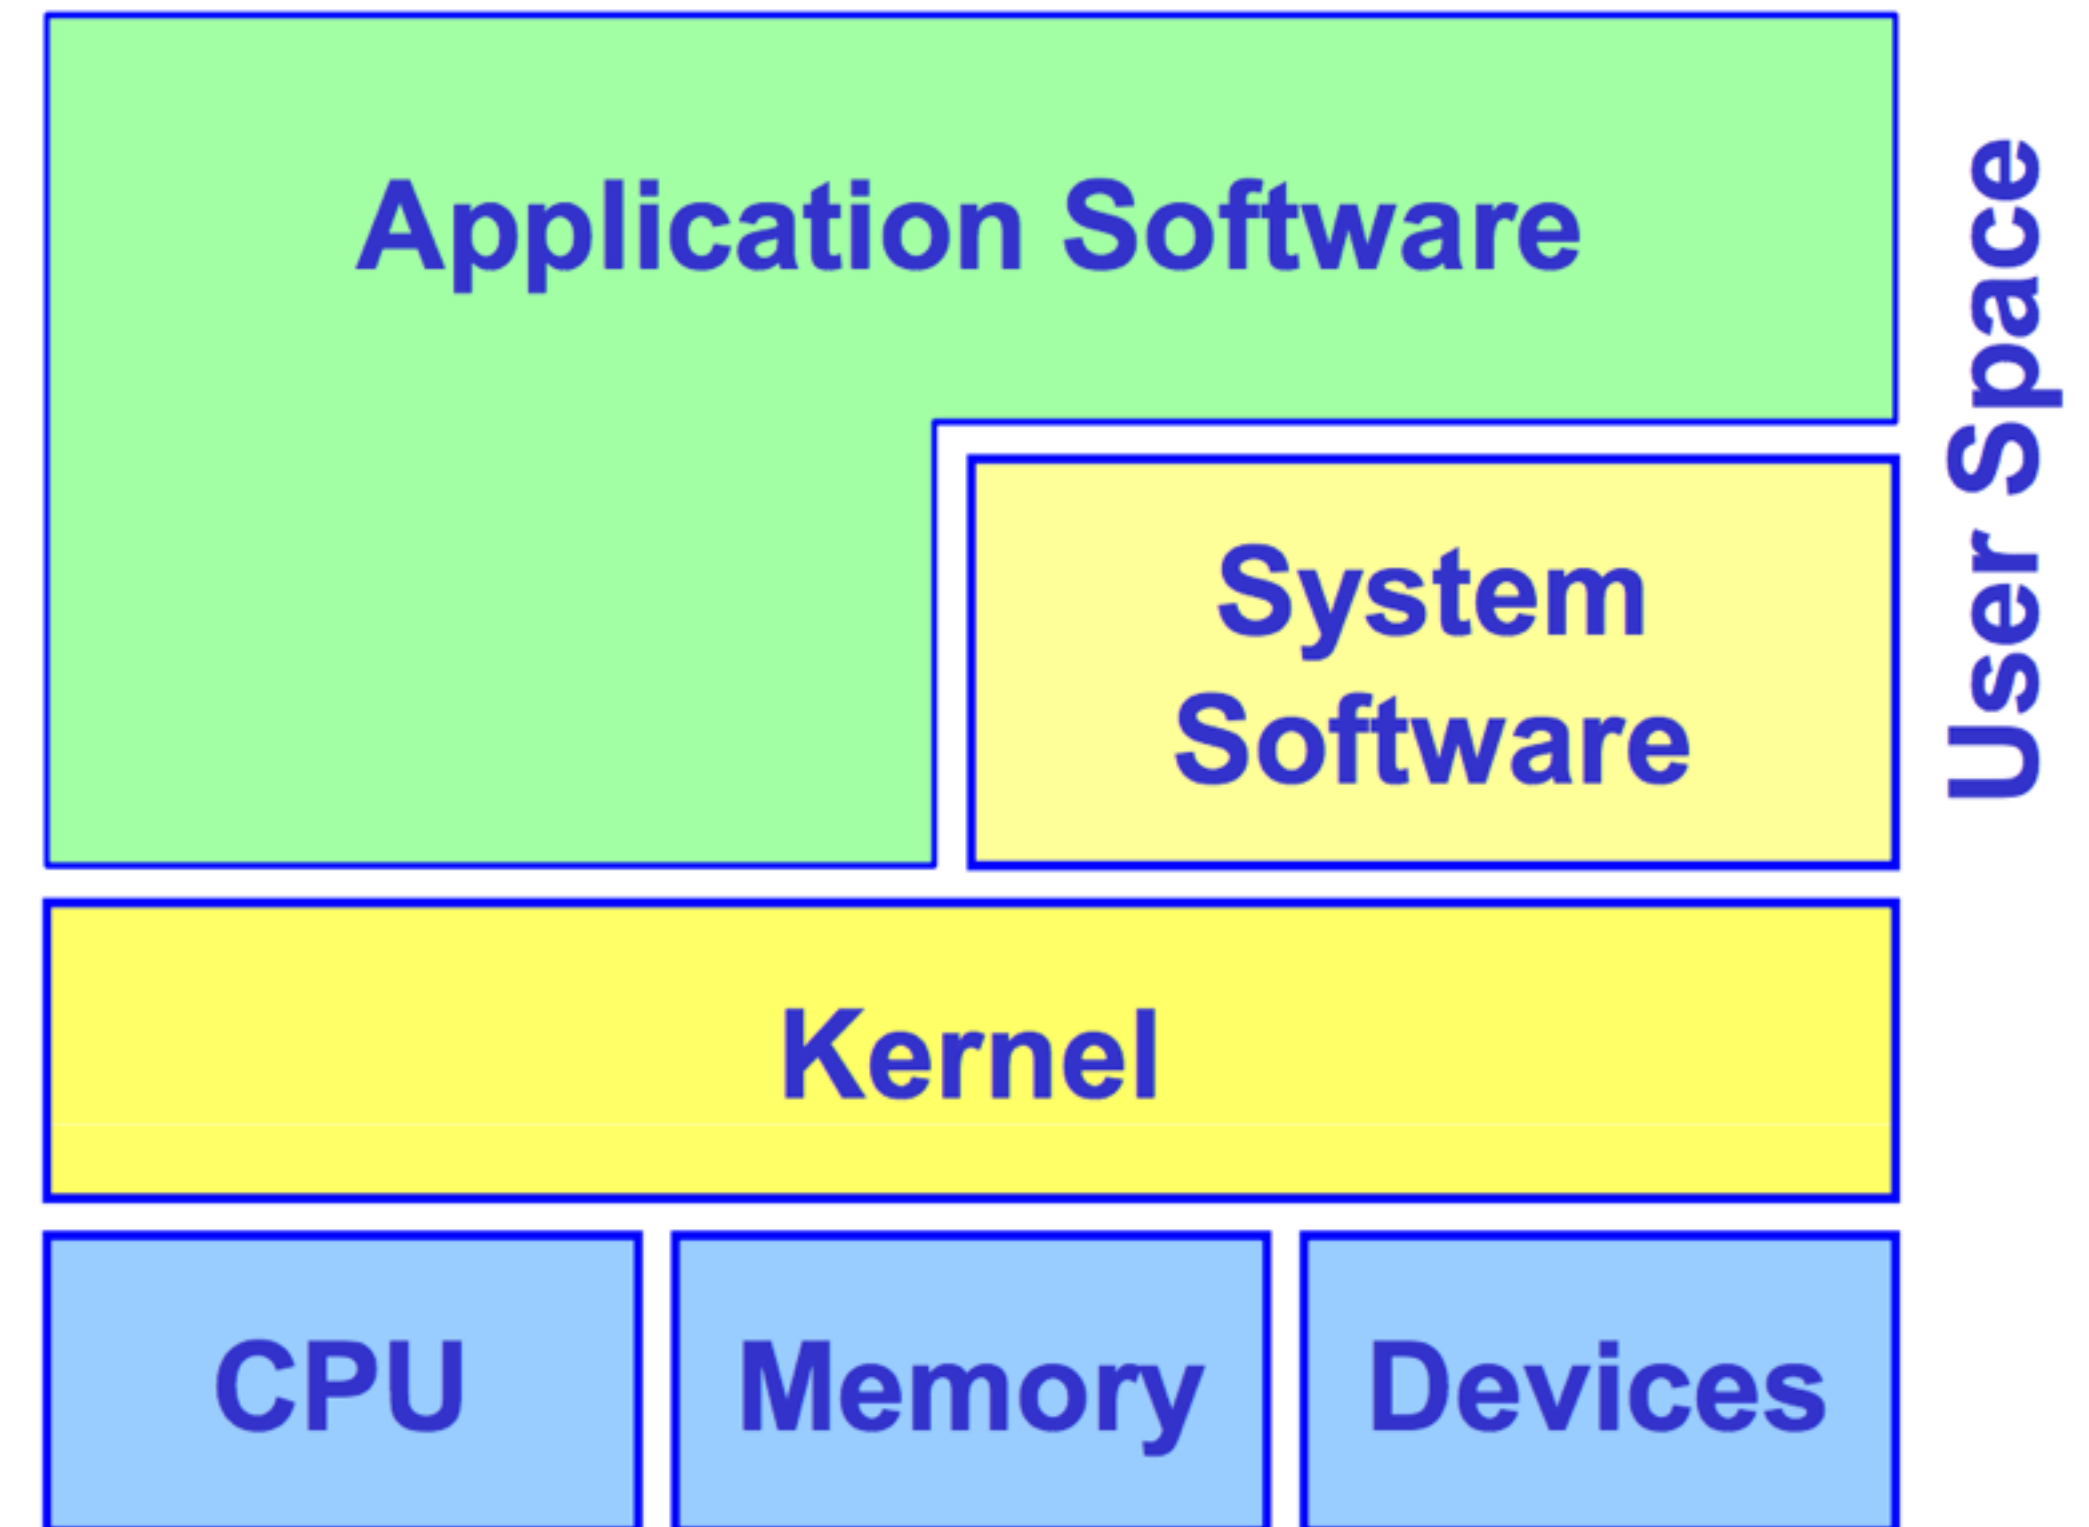 Application Software
System
Software
User Space
Kernel
CPU
Memory
Devices